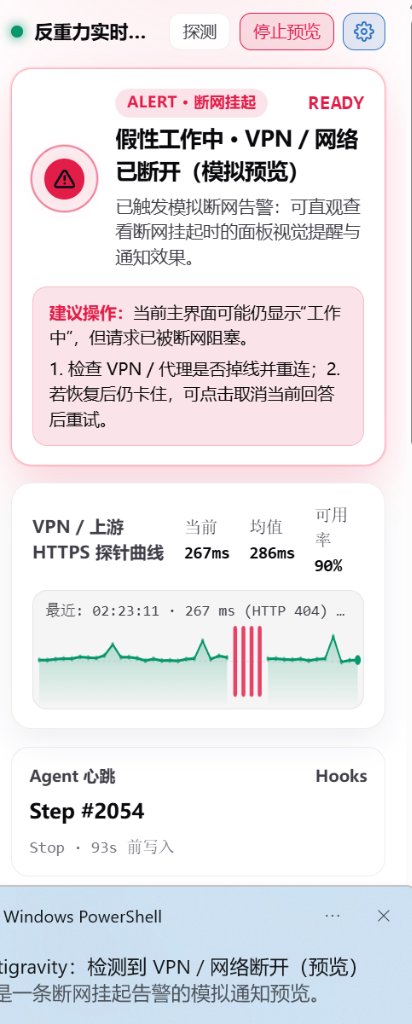 反重力实时... 探测 停止预览
ALERT • 断网挂起 READY
假性工作中 • VPN / 网络
已断开（模拟预览）
已触发模拟断网告警：可直观查
看断网挂起时的面板视觉提醒与
通知效果。
建议操作：当前主界面可能仍显示“工作
中”，但请求已被断网阻塞。
1. 检查 VPN / 代理是否掉线并重连；2.
若恢复后仍卡住，可点击取消当前回答
后重试。
VPN / 上游
HTTPS 探针曲线
当前
267ms
均值
286ms
可用
率
90%
最近: 02:23:11 · 267 ms (HTTP 404) …
Agent 心跳 Hooks
Step #2054
Stop · 93s 前写入
Windows PowerShell
tigravity：检测到 VPN / 网络断开（预览）
是一条断网挂起告警的模拟通知预览。